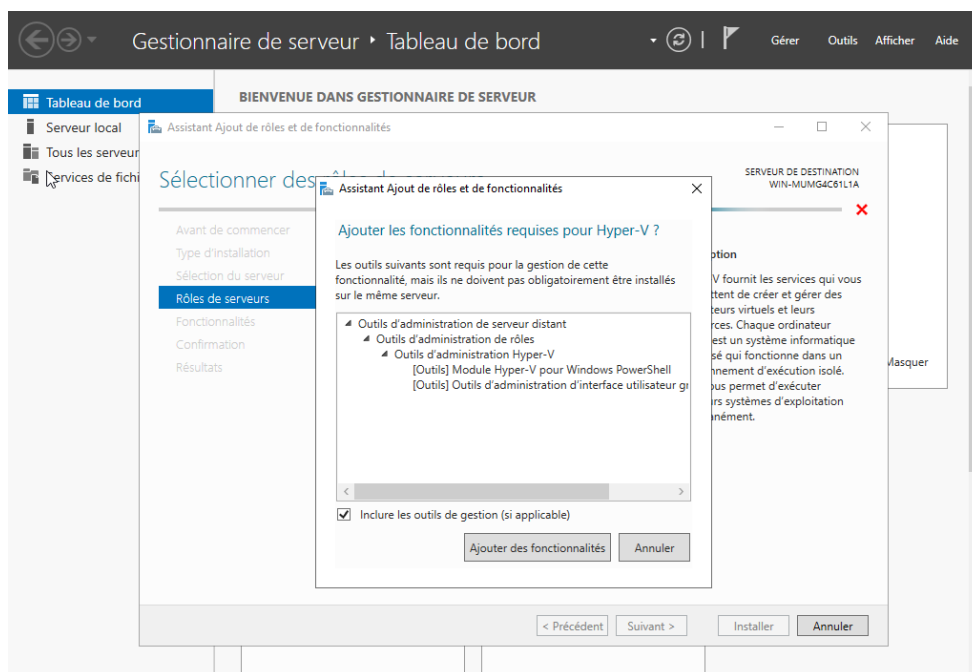 Gestionnaire de serveur • Tableau de bord
Gérer Outils Afficher Aide
Tableau de bord
Serveur local
Tous les serveur
Services de fichi
BIENVENUE DANS GESTIONNAIRE DE SERVEUR
Assistant Ajout de rôles et de fonctionnalités
Sélectionner des
SERVEUR DE DESTINATION
WIN-MUMG4C61L1A
Avant de commencer
Type d'installation
Sélection du serveur
Rôles de serveurs
Fonctionnalités
Confirmation
Résultats
Assistant Ajout de rôles et de fonctionnalités
Ajouter les fonctionnalités requises pour Hyper-V ?
Les outils suivants sont requis pour la gestion de cette
fonctionnalité, mais ils ne doivent pas obligatoirement être installés
sur le même serveur.
Outils d'administration de serveur distant
Outils d'administration de rôles
Outils d'administration Hyper-V
[Outils] Module Hyper-V pour Windows PowerShell
[Outils] Outils d'administration d'interface utilisateur gr
Inclure les outils de gestion (si applicable)
Ajouter des fonctionnalités
Annuler
ption
V fournit les services qui vous
ttent de créer et gérer des
teurs virtuels et leurs
rces. Chaque ordinateur
est un système informatique
sé qui fonctionne dans un
nnement d'exécution isolé.
ous permet d'exécuter
urs systèmes d'exploitation
anément.
Masquer
< Précédent
Suivant >
Installer
Annuler